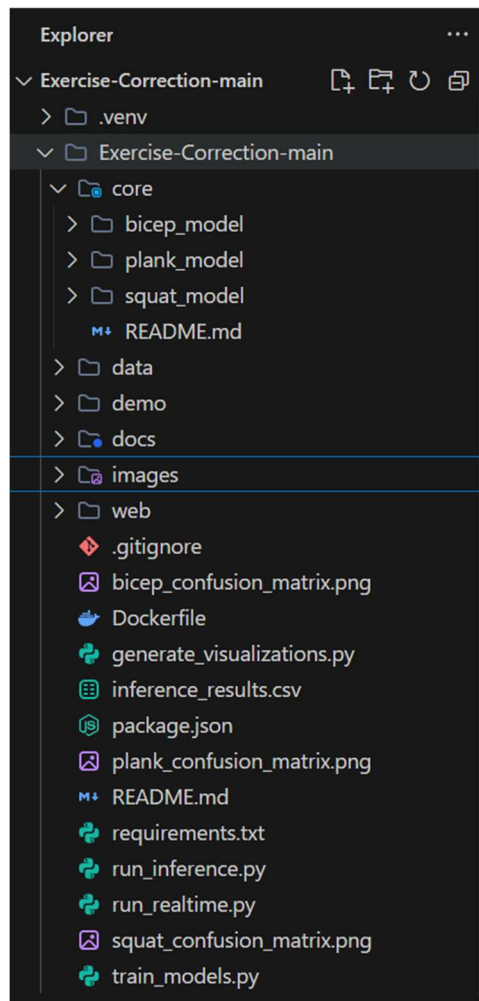 Explorer
Exercise-Correction-main
.venv
Exercise-Correction-main
core
bicep_model
plank_model
squat_model
README.md
data
demo
docs
images
web
.gitignore
bicep_confusion_matrix.png
Dockerfile
generate_visualizations.py
inference_results.csv
package.json
plank_confusion_matrix.png
README.md
requirements.txt
run_inference.py
run_realtime.py
squat_confusion_matrix.png
train_models.py